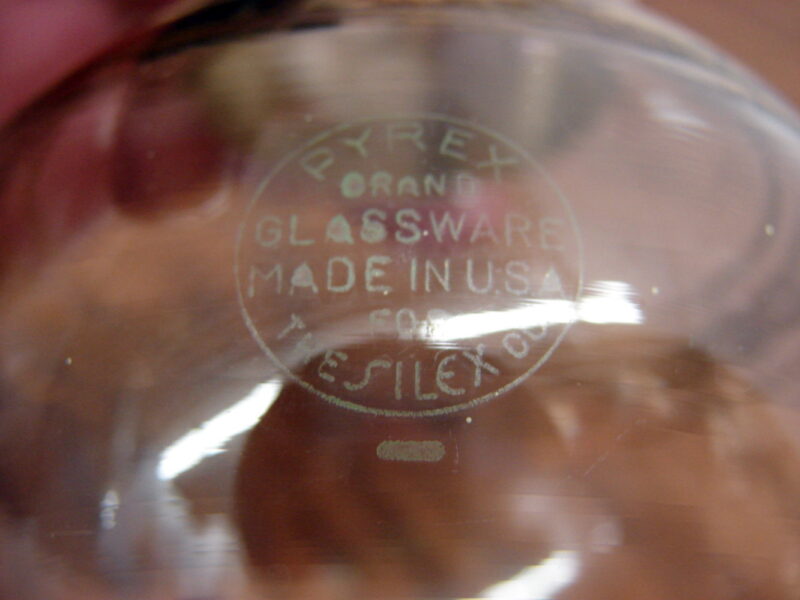 PYREX
BRAND
GLASSWARE
MADE IN U.S.A
FOR
THE SILEX CO.